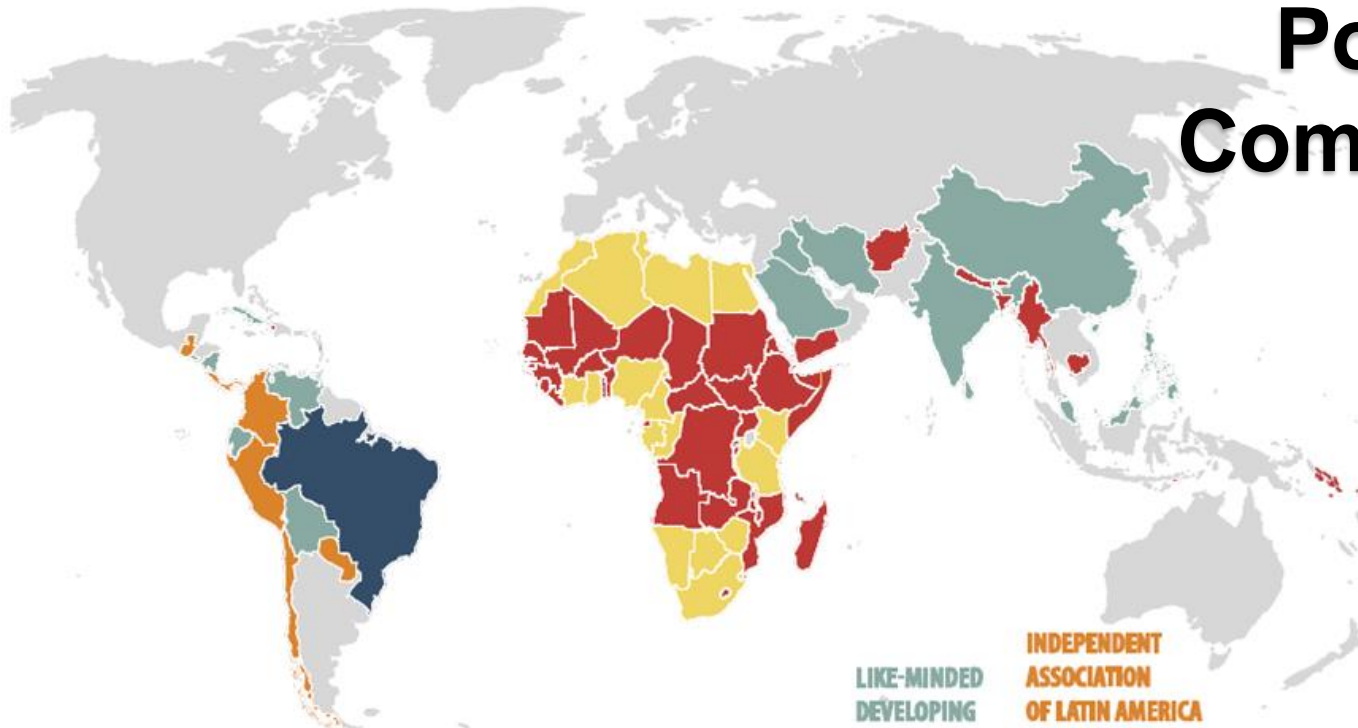 Po
Com
LIKE-MINDED
DEVELOPING
INDEPENDENT
ASSOCIATION
OF LATIN AMERICA